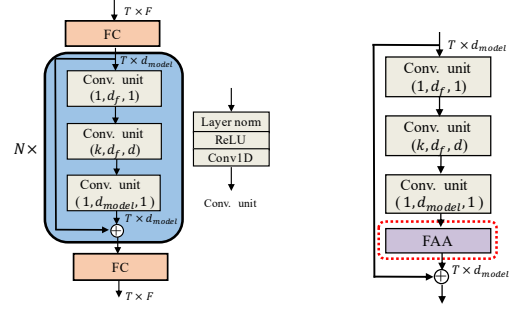 T × F
FC
T × d_model
Conv. unit
(1, d_f, 1)
Conv. unit
(k, d_f, d)
Conv. unit
(1, d_model, 1)
T × d_model
N×
FC
T × F
Layer norm
ReLU
Conv1D
Conv. unit
T × d_model
Conv. unit
(1, d_f, 1)
Conv. unit
(k, d_f, d)
Conv. unit
(1, d_model, 1)
FAA
T × d_model